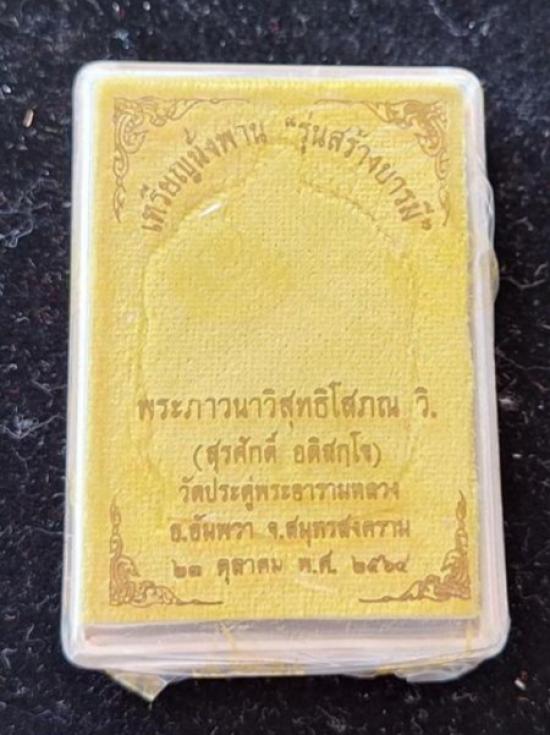 เหรียญนั่งพาน "รุ่นสร้างบารมี"
พระภาวนาวิสุทธิโสภณ วิ.
(สุรศักดิ์ อติสกฺโข)
วัดประดู่พระอารามหลวง
อ.อัมพวา จ.สมุทรสงคราม
๒๓ ตุลาคม พ.ศ. ๒๕๖๔